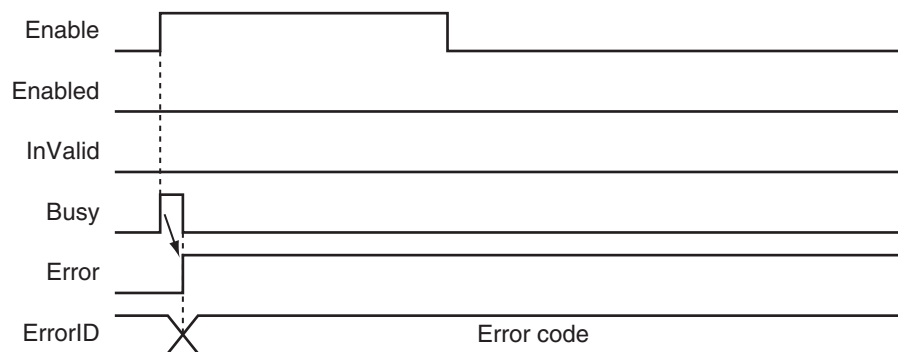 Enable
Enabled
InValid
Busy
Error
ErrorID Error code